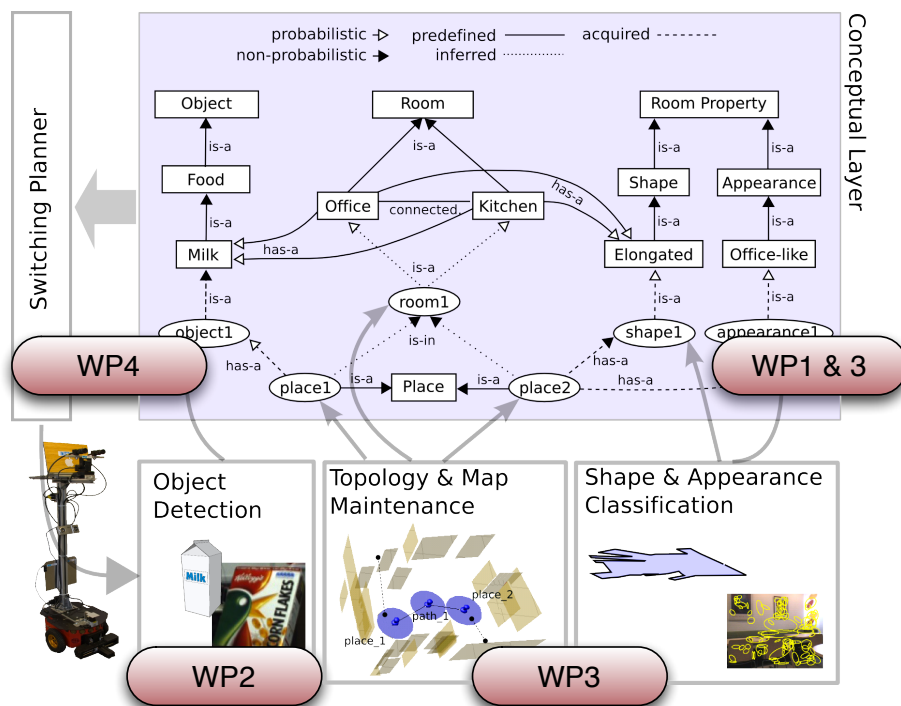 probabilistic
predefined
acquired
non-probabilistic
inferred
Conceptual Layer
Switching Planner
Object
Room
Room Property
is-a
is-a
is-a
is-a
Food
Shape
Appearance
has-a
Office
connected
Kitchen
is-a
is-a
is-a
has-a
Milk
Elongated
Office-like
is-a
is-a
is-a
is-a
room1
object1
is-in
shape1
appearance1
WP4
WP1 & 3
has-a
has-a
place1
is-a
Place
is-a
place2
has-a
Object
Detection
Topology & Map
Maintenance
Shape & Appearance
Classification
Milk
Kellogg's
CORN FLAKES
place_2
path_1
place_1
WP2
WP3